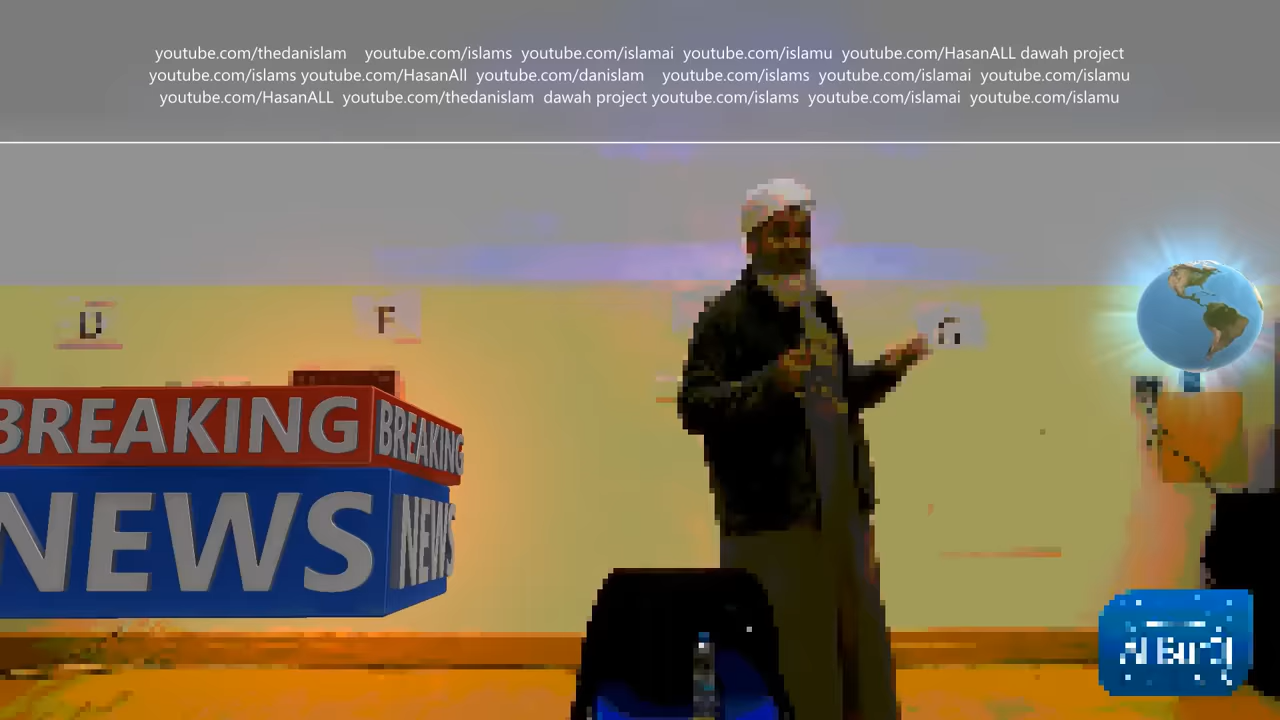 youtube.com/thedanislam youtube.com/islams youtube.com/islamai youtube.com/islamu youtube.com/HasanALL dawah project
youtube.com/islams youtube.com/HasanAll youtube.com/danislam youtube.com/islams youtube.com/islamai youtube.com/islamu
youtube.com/HasanALL youtube.com/thedanislam dawah project youtube.com/islams youtube.com/islamai youtube.com/islamu
D F G
BREAKING BREAKING
NEWS NEWS